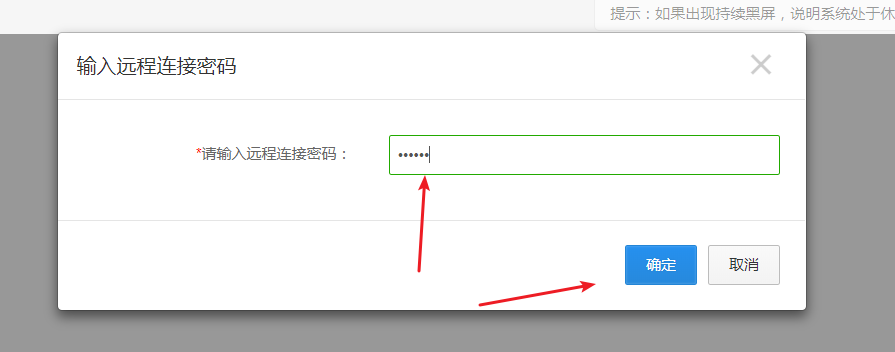 提示：如果出现持续黑屏，说明系统处于休
输入远程连接密码
*请输入远程连接密码：
••••••
确定
取消